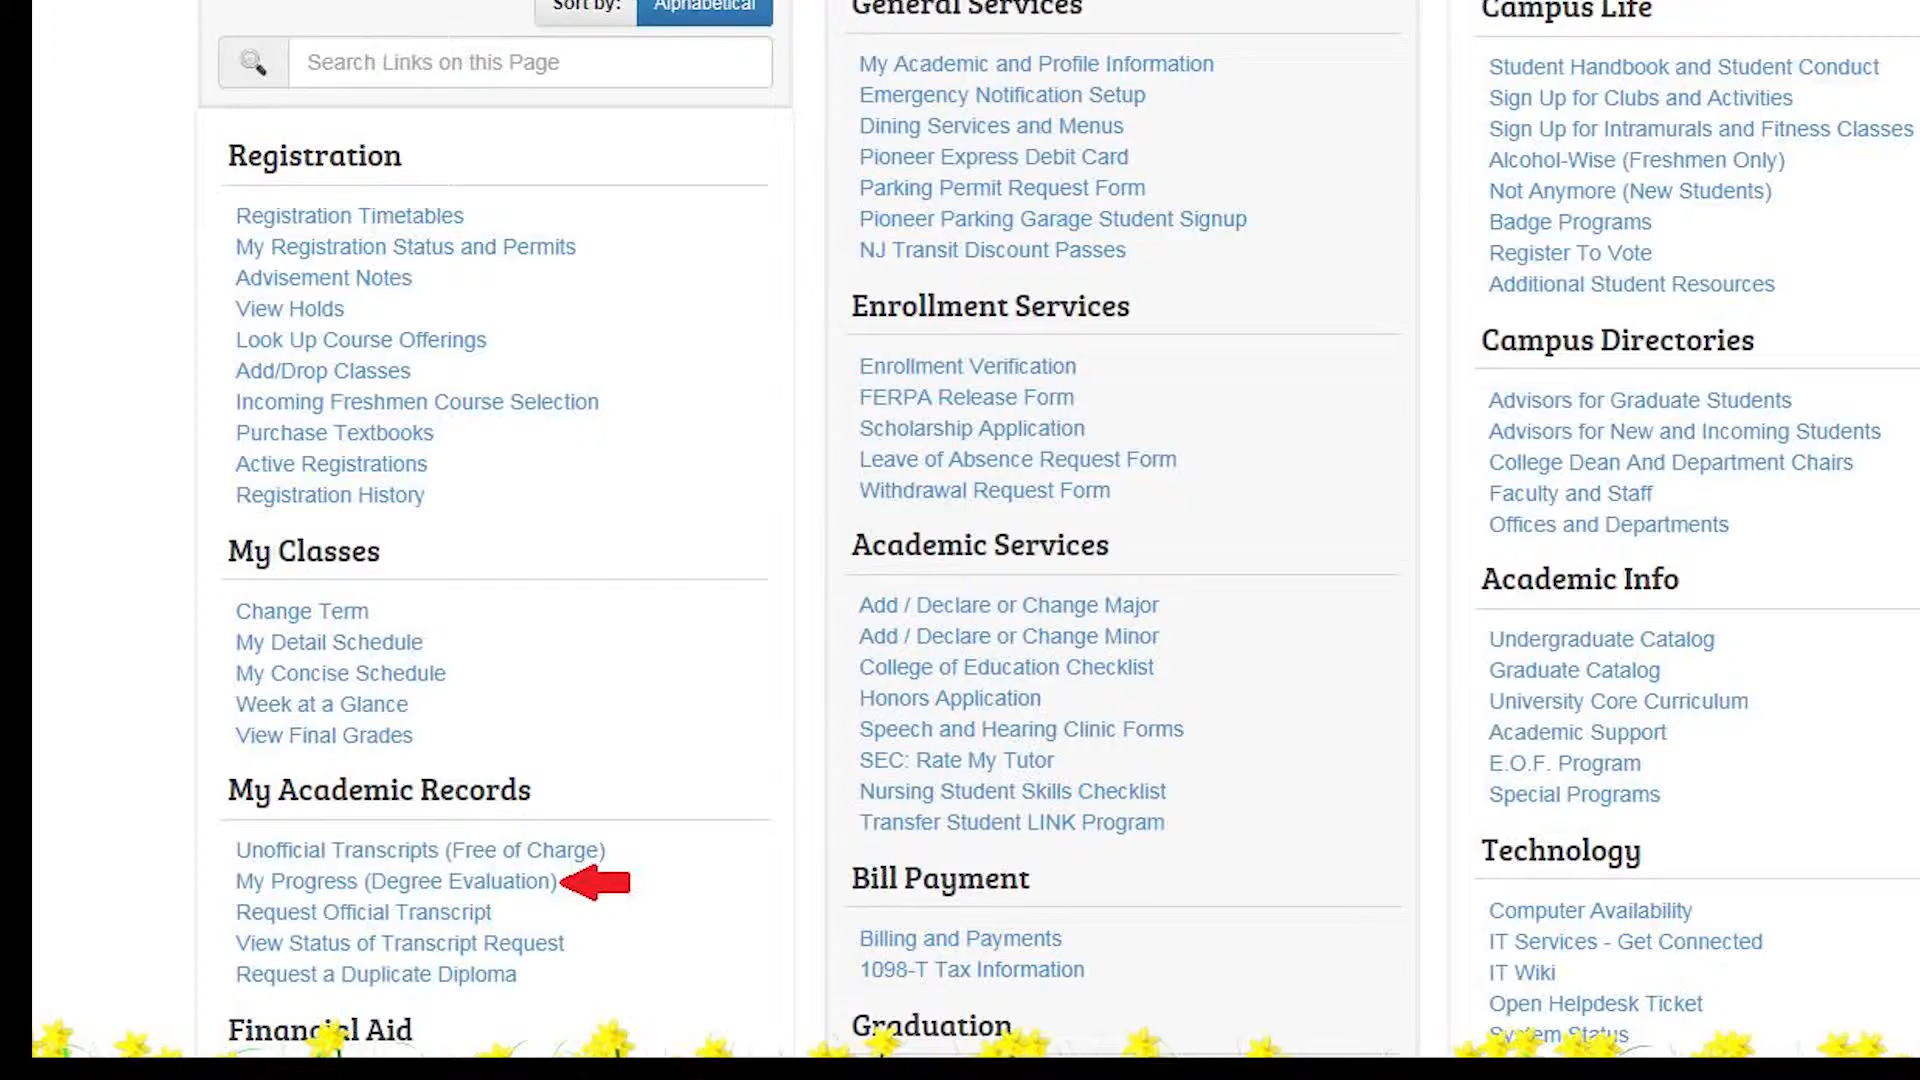 Sort by:
Alphabetical
Search Links on this Page
Registration
Registration Timetables
My Registration Status and Permits
Advisement Notes
View Holds
Look Up Course Offerings
Add/Drop Classes
Incoming Freshmen Course Selection
Purchase Textbooks
Active Registrations
Registration History
My Classes
Change Term
My Detail Schedule
My Concise Schedule
Week at a Glance
View Final Grades
My Academic Records
Unofficial Transcripts (Free of Charge)
My Progress (Degree Evaluation)
Request Official Transcript
View Status of Transcript Request
Request a Duplicate Diploma
Financial Aid
General Services
My Academic and Profile Information
Emergency Notification Setup
Dining Services and Menus
Pioneer Express Debit Card
Parking Permit Request Form
Pioneer Parking Garage Student Signup
NJ Transit Discount Passes
Enrollment Services
Enrollment Verification
FERPA Release Form
Scholarship Application
Leave of Absence Request Form
Withdrawal Request Form
Academic Services
Add / Declare or Change Major
Add / Declare or Change Minor
College of Education Checklist
Honors Application
Speech and Hearing Clinic Forms
SEC: Rate My Tutor
Nursing Student Skills Checklist
Transfer Student LINK Program
Bill Payment
Billing and Payments
1098-T Tax Information
Graduation
Campus Life
Student Handbook and Student Conduct
Sign Up for Clubs and Activities
Sign Up for Intramurals and Fitness Classes
Alcohol-Wise (Freshmen Only)
Not Anymore (New Students)
Badge Programs
Register To Vote
Additional Student Resources
Campus Directories
Advisors for Graduate Students
Advisors for New and Incoming Students
College Dean And Department Chairs
Faculty and Staff
Offices and Departments
Academic Info
Undergraduate Catalog
Graduate Catalog
University Core Curriculum
Academic Support
E.O.F. Program
Special Programs
Technology
Computer Availability
IT Services - Get Connected
IT Wiki
Open Helpdesk Ticket
System Status